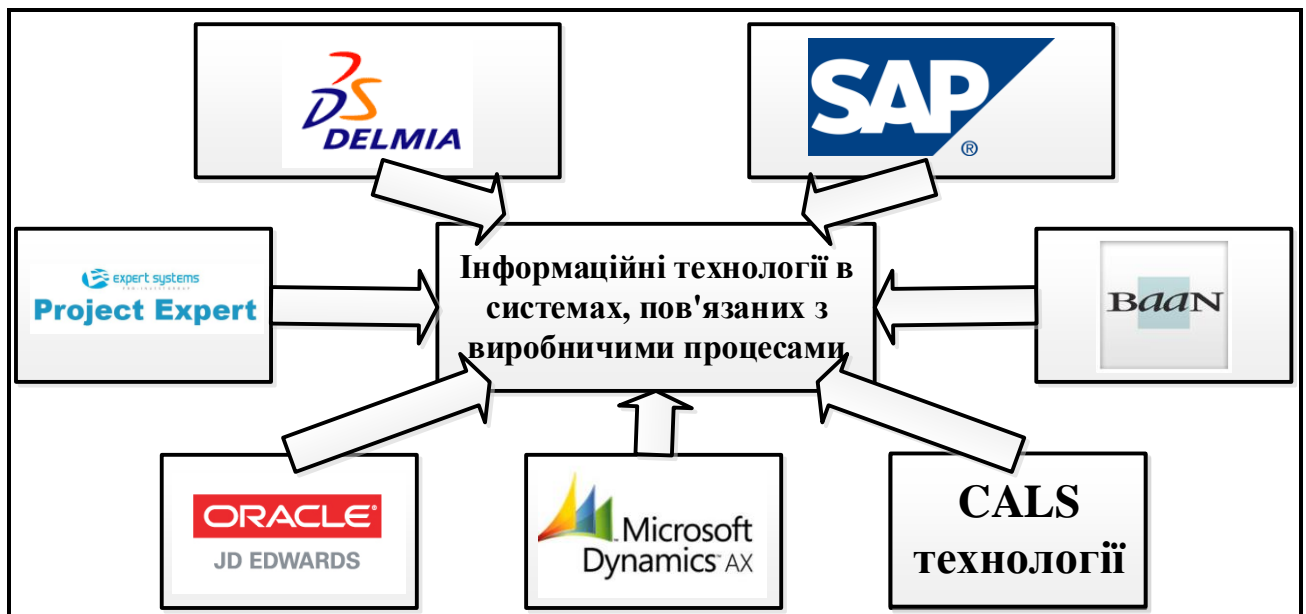 DS
DELMIA
SAP
®
expert systems
Project Expert
Інформаційні технології в
системах, пов'язаних з
виробничими процесами
BaaN
ORACLE®
JD EDWARDS
Microsoft
Dynamics AX
CALS
технології